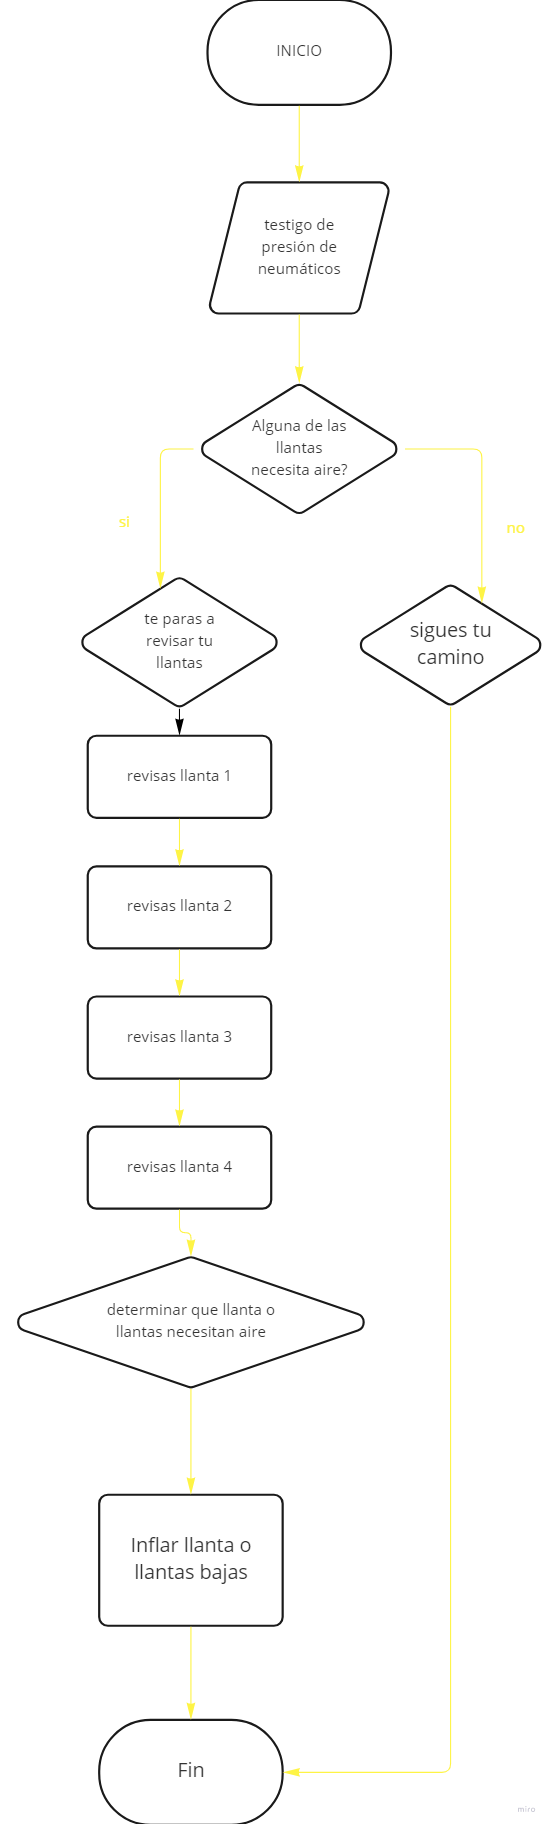 INICIO
testigo de
presión de
neumáticos
Alguna de las
llantas
necesita aire?
si
no
te paras a
revisar tu
llantas
sigues tu
camino
revisas llanta 1
revisas llanta 2
revisas llanta 3
revisas llanta 4
determinar que llanta o
llantas necesitan aire
Inflar llanta o
llantas bajas
Fin
miro